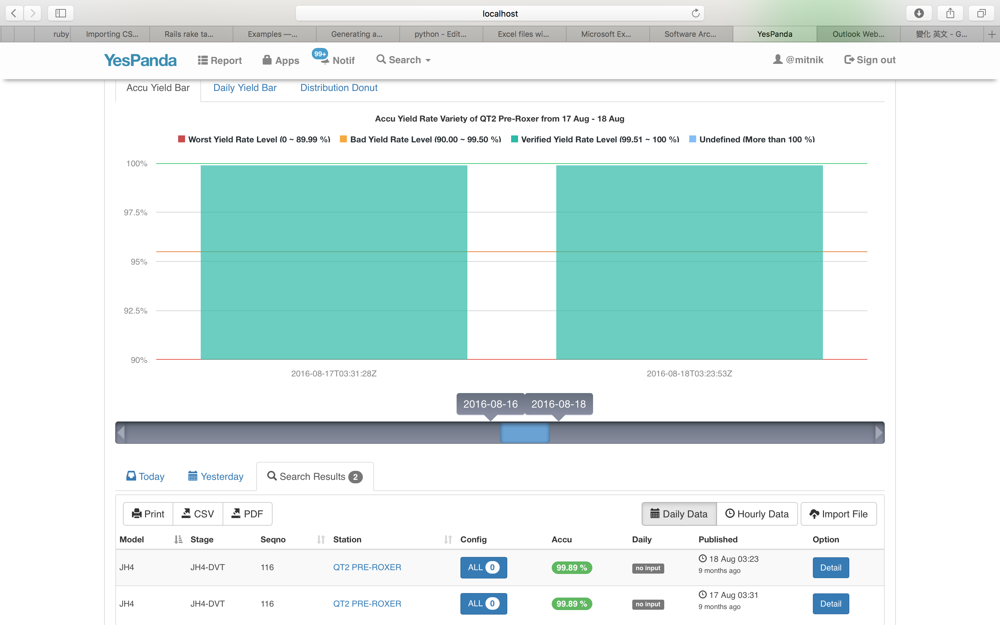 localhost
ruby
Importing CS...
Rails rake ta...
Examples —...
Generating a...
python - Edit...
Excel files wi...
Microsoft Ex...
Software Arc...
YesPanda
Outlook Web...
變化 英文 - G...
YesPanda
Report
Apps
99+
Notif
Search
@mitnik
Sign out
Accu Yield Bar
Daily Yield Bar
Distribution Donut
Accu Yield Rate Variety of QT2 Pre-Roxer from 17 Aug - 18 Aug
Worst Yield Rate Level (0 ~ 89.99 %)
Bad Yield Rate Level (90.00 ~ 99.50 %)
Verified Yield Rate Level (99.51 ~ 100 %)
Undefined (More than 100 %)
100%
97.5%
95%
92.5%
90%
2016-08-17T03:31:28Z
2016-08-18T03:23:53Z
2016-08-16
2016-08-18
Today
Yesterday
Search Results 2
Print
CSV
PDF
Daily Data
Hourly Data
Import File
Model Stage Seqno Station Config Accu Daily Published Option
JH4 JH4-DVT 116 QT2 PRE-ROXER ALL 0 99.89 % no input 18 Aug 03:23 Detail
9 months ago
JH4 JH4-DVT 116 QT2 PRE-ROXER ALL 0 99.89 % no input 17 Aug 03:31 Detail
9 months ago